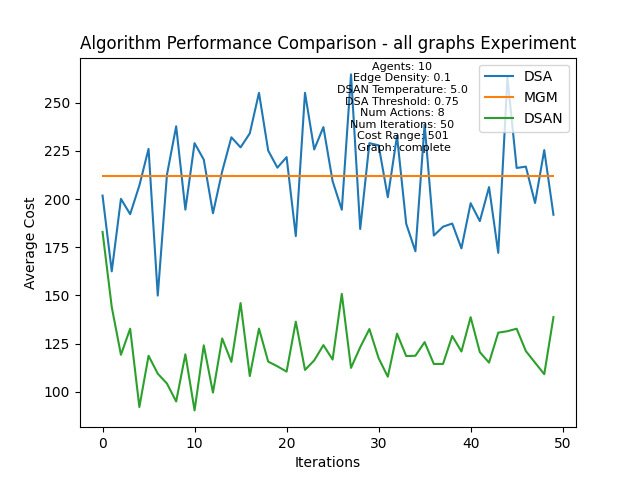 Algorithm Performance Comparison - all graphs Experiment
Agents: 10
Edge Density: 0.1
DSAN Temperature: 5.0
DSA Threshold: 0.75
Num Actions: 8
Num Iterations: 50
Cost Range: 501
Graph: complete
DSA
MGM
DSAN
Average Cost
250
225
200
175
150
125
100
0
10
20
30
40
50
Iterations